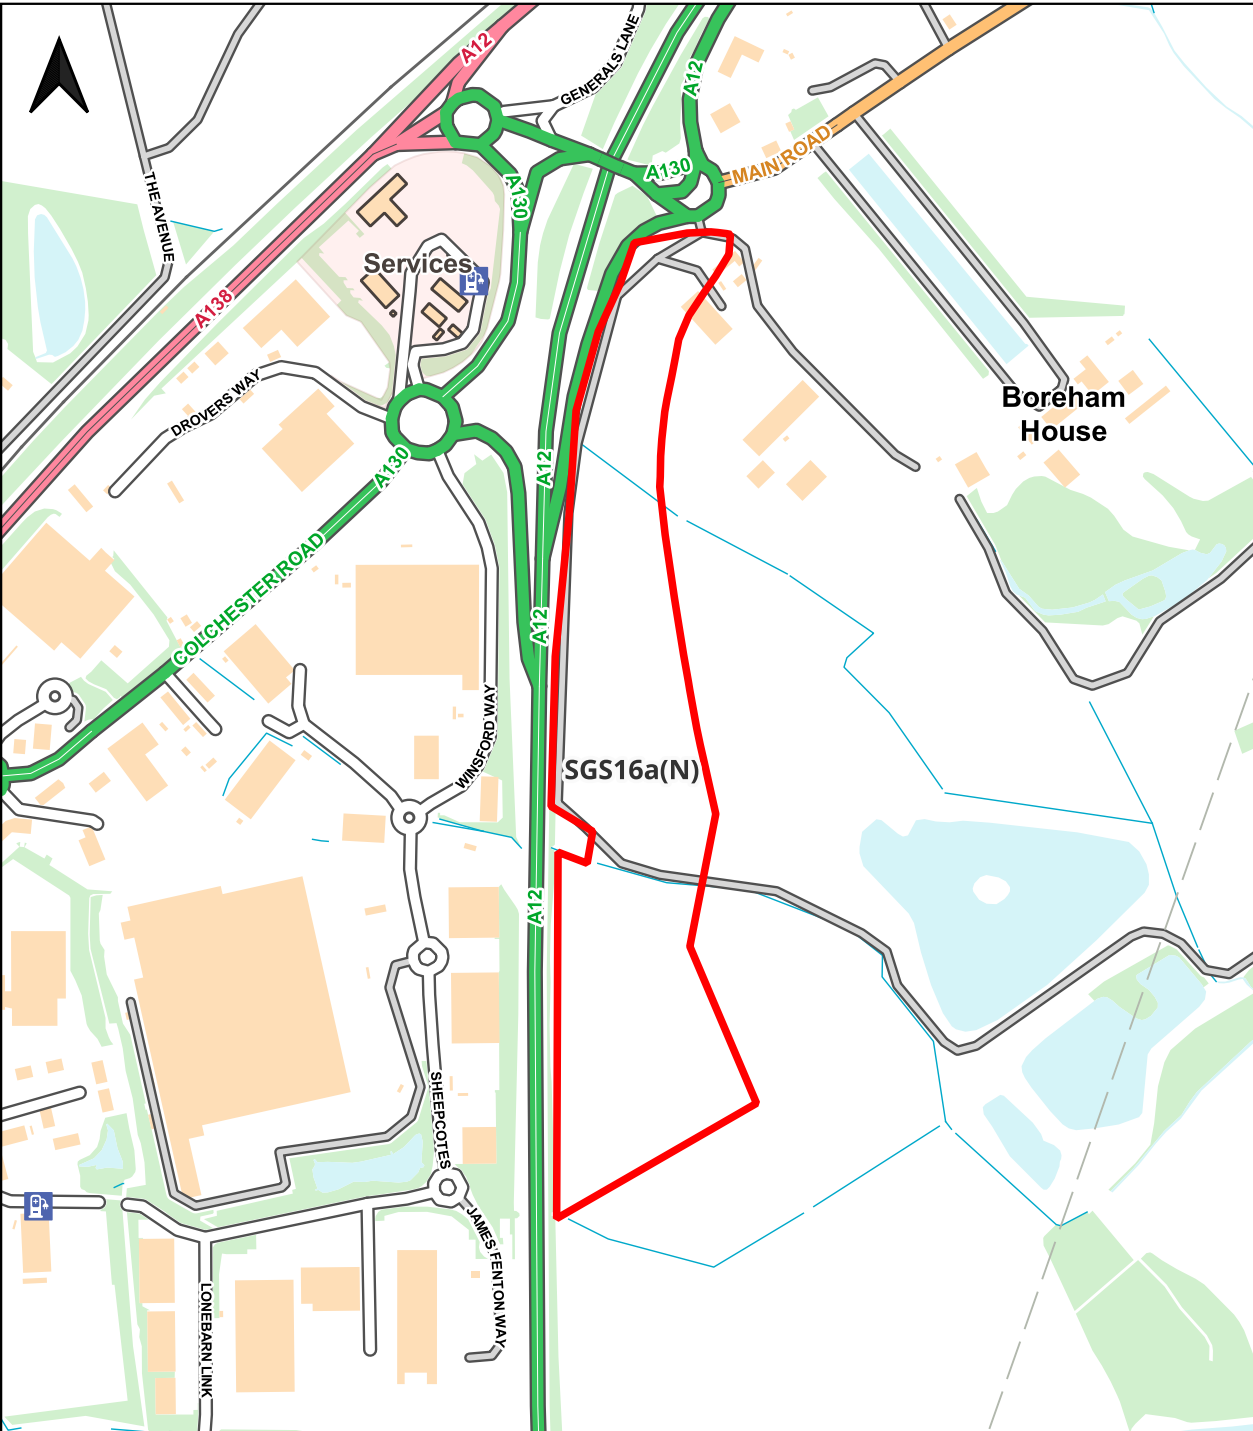 A12
GENERALS LANE
A12
A130
MAIN ROAD
A130
THE AVENUE
Services
A138
DROVERS WAY
Boreham
House
A130
A12
COLCHESTER ROAD
A12
WINSFORD WAY
SGS16a(N)
A12
SHEEPCOTES
JAMES FENTON WAY
LONEBARN LINK